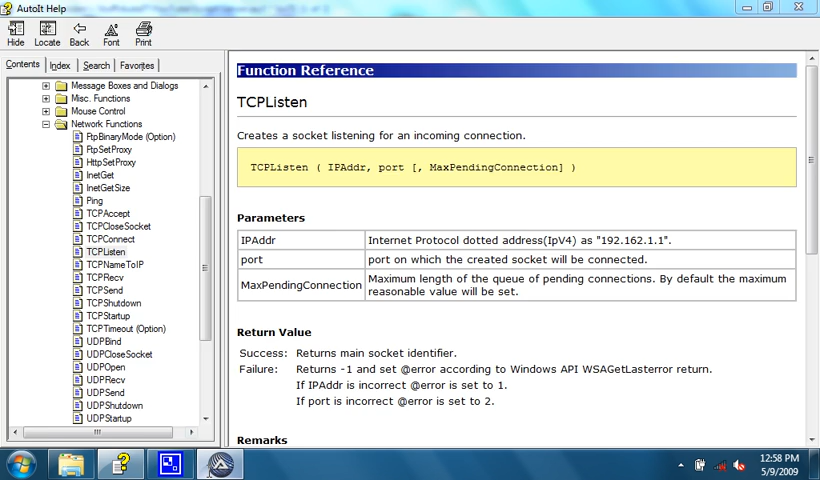 AutoIt Help
Hide
Locate
Back
Font
Print
Contents
Index
Search
Favorites
Message Boxes and Dialogs
Misc. Functions
Mouse Control
Network Functions
FtpBinaryMode (Option)
FtpSetProxy
HttpSetProxy
InetGet
InetGetSize
Ping
TCPAccept
TCPCloseSocket
TCPConnect
TCPListen
TCPNameToIP
TCPRecv
TCPSend
TCPShutdown
TCPStartup
TCPTimeout (Option)
UDPBind
UDPCloseSocket
UDPOpen
UDPRecv
UDPSend
UDPShutdown
UDPStartup
Function Reference
TCPListen
Creates a socket listening for an incoming connection.
TCPListen ( IPAddr, port [, MaxPendingConnection] )
Parameters
IPAddr Internet Protocol dotted address(IpV4) as "192.162.1.1".
port port on which the created socket will be connected.
MaxPendingConnection Maximum length of the queue of pending connections. By default the maximum
reasonable value will be set.
Return Value
Success: Returns main socket identifier.
Failure: Returns -1 and set @error according to Windows API WSAGetLasterror return.
If IPAddr is incorrect @error is set to 1.
If port is incorrect @error is set to 2.
Remarks
12:58 PM
5/9/2009